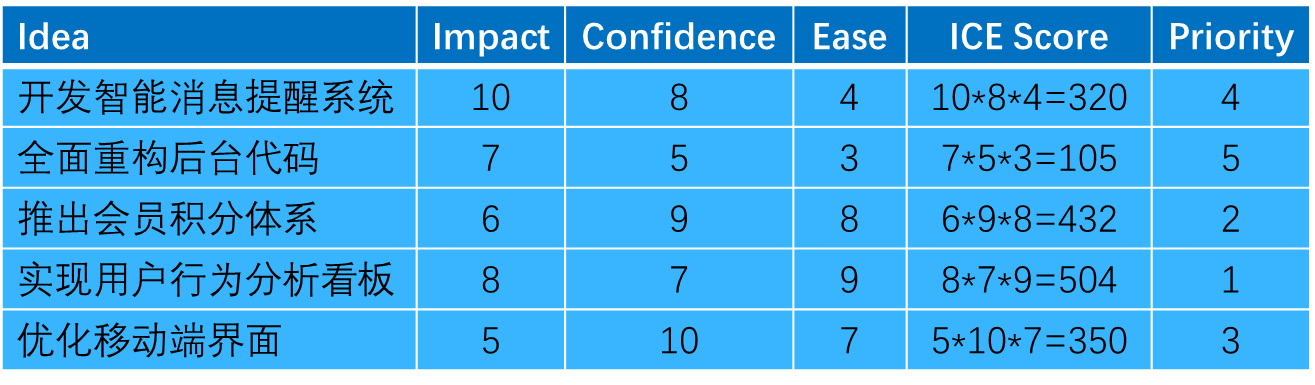 Idea Impact Confidence Ease ICE Score Priority
开发智能消息提醒系统 10 8 4 10*8*4=320 4
全面重构后台代码 7 5 3 7*5*3=105 5
推出会员积分体系 6 9 8 6*9*8=432 2
实现用户行为分析看板 8 7 9 8*7*9=504 1
优化移动端界面 5 10 7 5*10*7=350 3